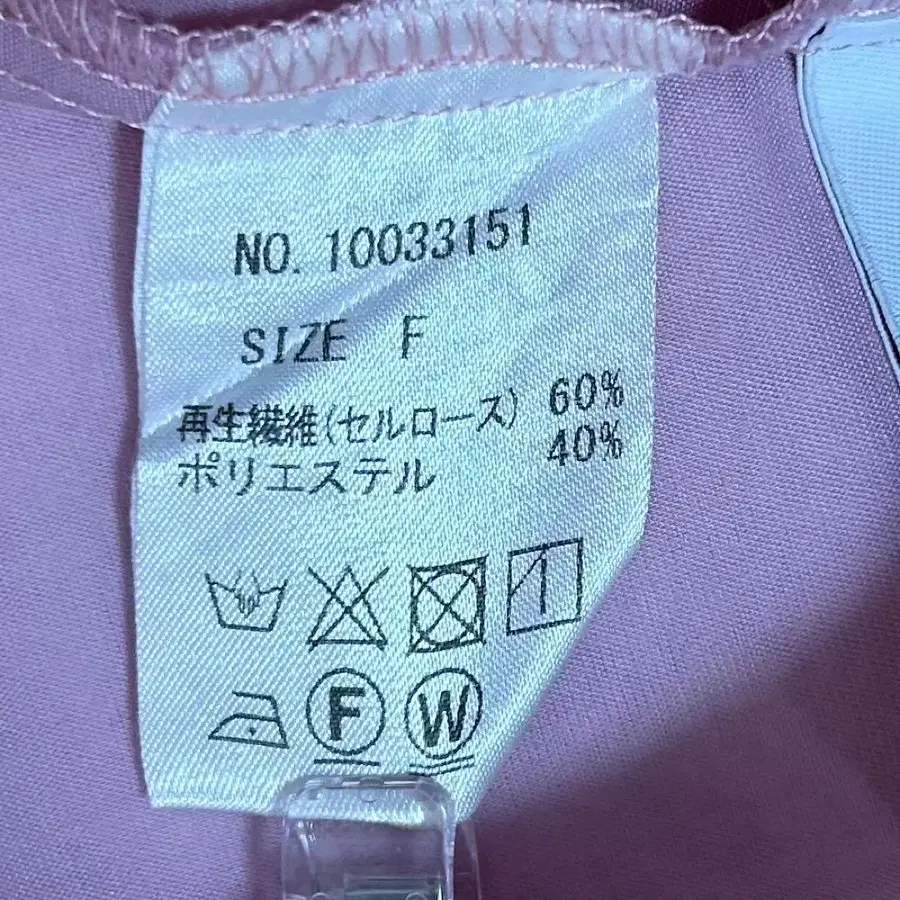 NO. 10033151
SIZE F
再生繊維(セルロース) 60%
ポリエステル 40%
F W